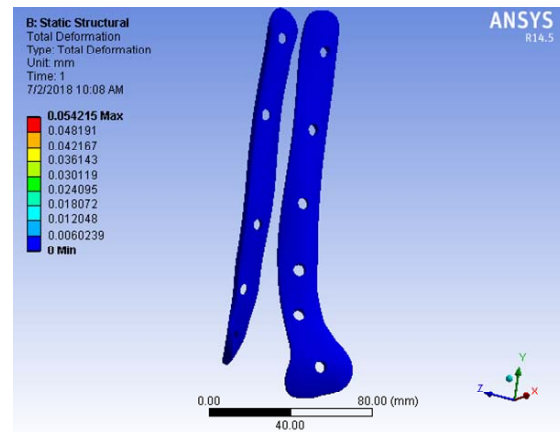 B: Static Structural
Total Deformation
Type: Total Deformation
Unit: mm
Time: 1
7/2/2018 10:08 AM
0.054215 Max
0.048191
0.042167
0.036143
0.030119
0.024095
0.018072
0.012048
0.0060239
0 Min
ANSYS
R14.5
0.00
80.00 (mm)
40.00
Y
Z
X